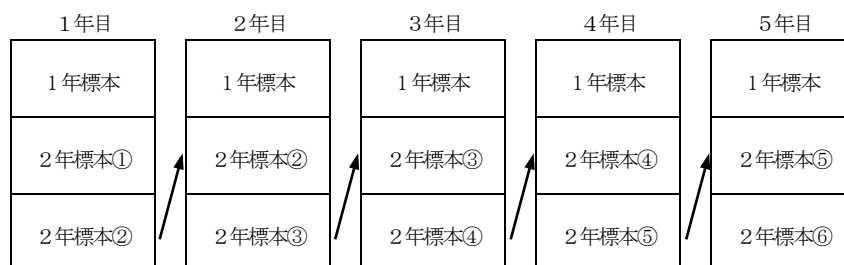 １年目 ２年目 ３年目 ４年目 ５年目
１年標本 １年標本 １年標本 １年標本 １年標本
２年標本① ２年標本② ２年標本③ ２年標本④ ２年標本⑤
２年標本② ２年標本③ ２年標本④ ２年標本⑤ ２年標本⑥